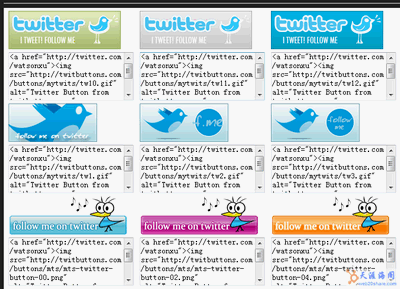 twitter
I TWEET! FOLLOW ME
twitter
I TWEET! FOLLOW ME
twitter
I TWEET! FOLLOW ME
<a href="http://twitter.com
/watsonxu"><img
src="http://twitbuttons.com
/buttons/mytwits/tw10.gif"
alt="Twitter Button from
<a href="http://twitter.com
/watsonxu"><img
src="http://twitbuttons.com
/buttons/mytwits/tw11.gif"
alt="Twitter Button from
<a href="http://twitter.com
/watsonxu"><img
src="http://twitbuttons.com
/buttons/mytwits/tw12.gif"
alt="Twitter Button from
follow me on twitter
f.me
follow
me
<a href="http://twitter.com
/watsonxu"><img
src="http://twitbuttons.com
/buttons/mytwits/tw1.gif"
alt="Twitter Button from
<a href="http://twitter.com
/watsonxu"><img
src="http://twitbuttons.com
/buttons/mytwits/tw2.gif"
alt="Twitter Button from
<a href="http://twitter.com
/watsonxu"><img
src="http://twitbuttons.com
/buttons/mytwits/tw3.gif"
alt="Twitter Button from
follow me on twitter
follow me on twitter
follow me on twitter
<a href="http://twitter.com
/watsonxu"><img
src="http://twitbuttons.com
/buttons/mts/mts-twitter-
button-00.png"
<a href="http://twitter.com
/watsonxu"><img
src="http://twitbuttons.com
/buttons/mts/mts-twitter-
button-02.png"
<a href="http://twitter.com
/watsonxu"><img
src="http://twitbuttons.com
/buttons/mts/mts-twitter-
button-04.png"
天涯海阁